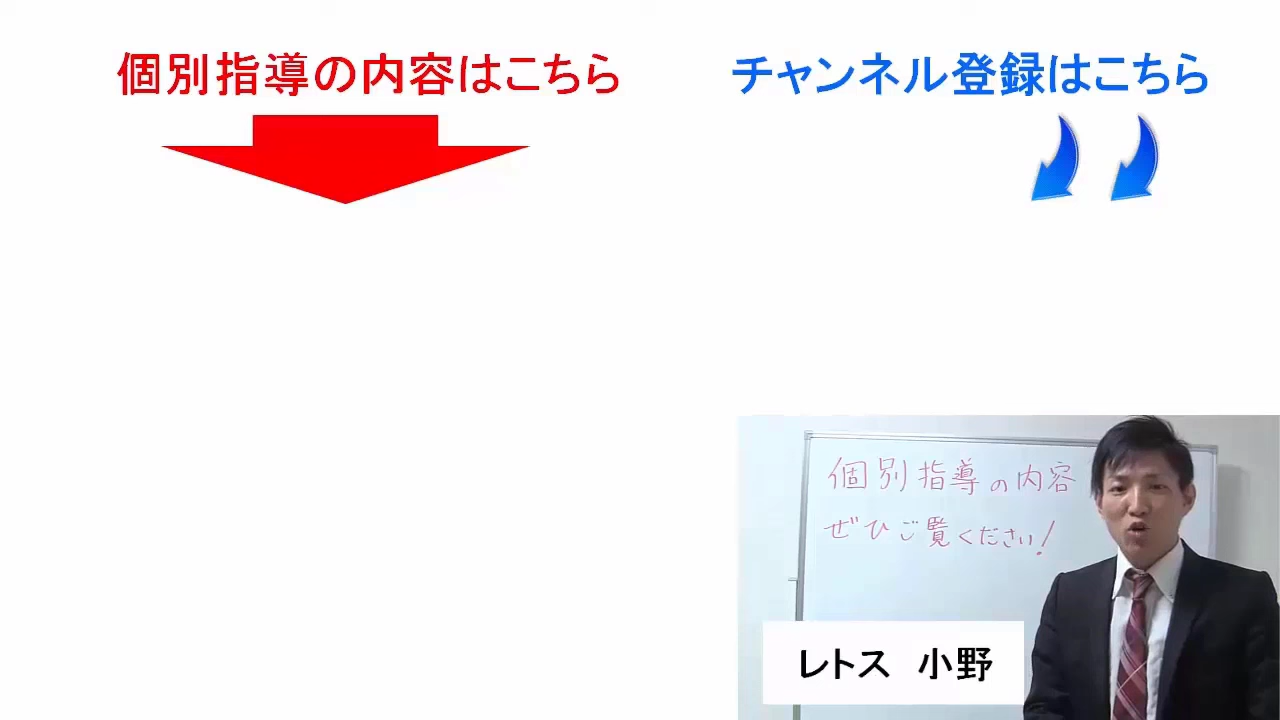 個別指導の内容はこちら
チャンネル登録はこちら
個別指導の内容
ぜひご覧ください!
レトス 小野